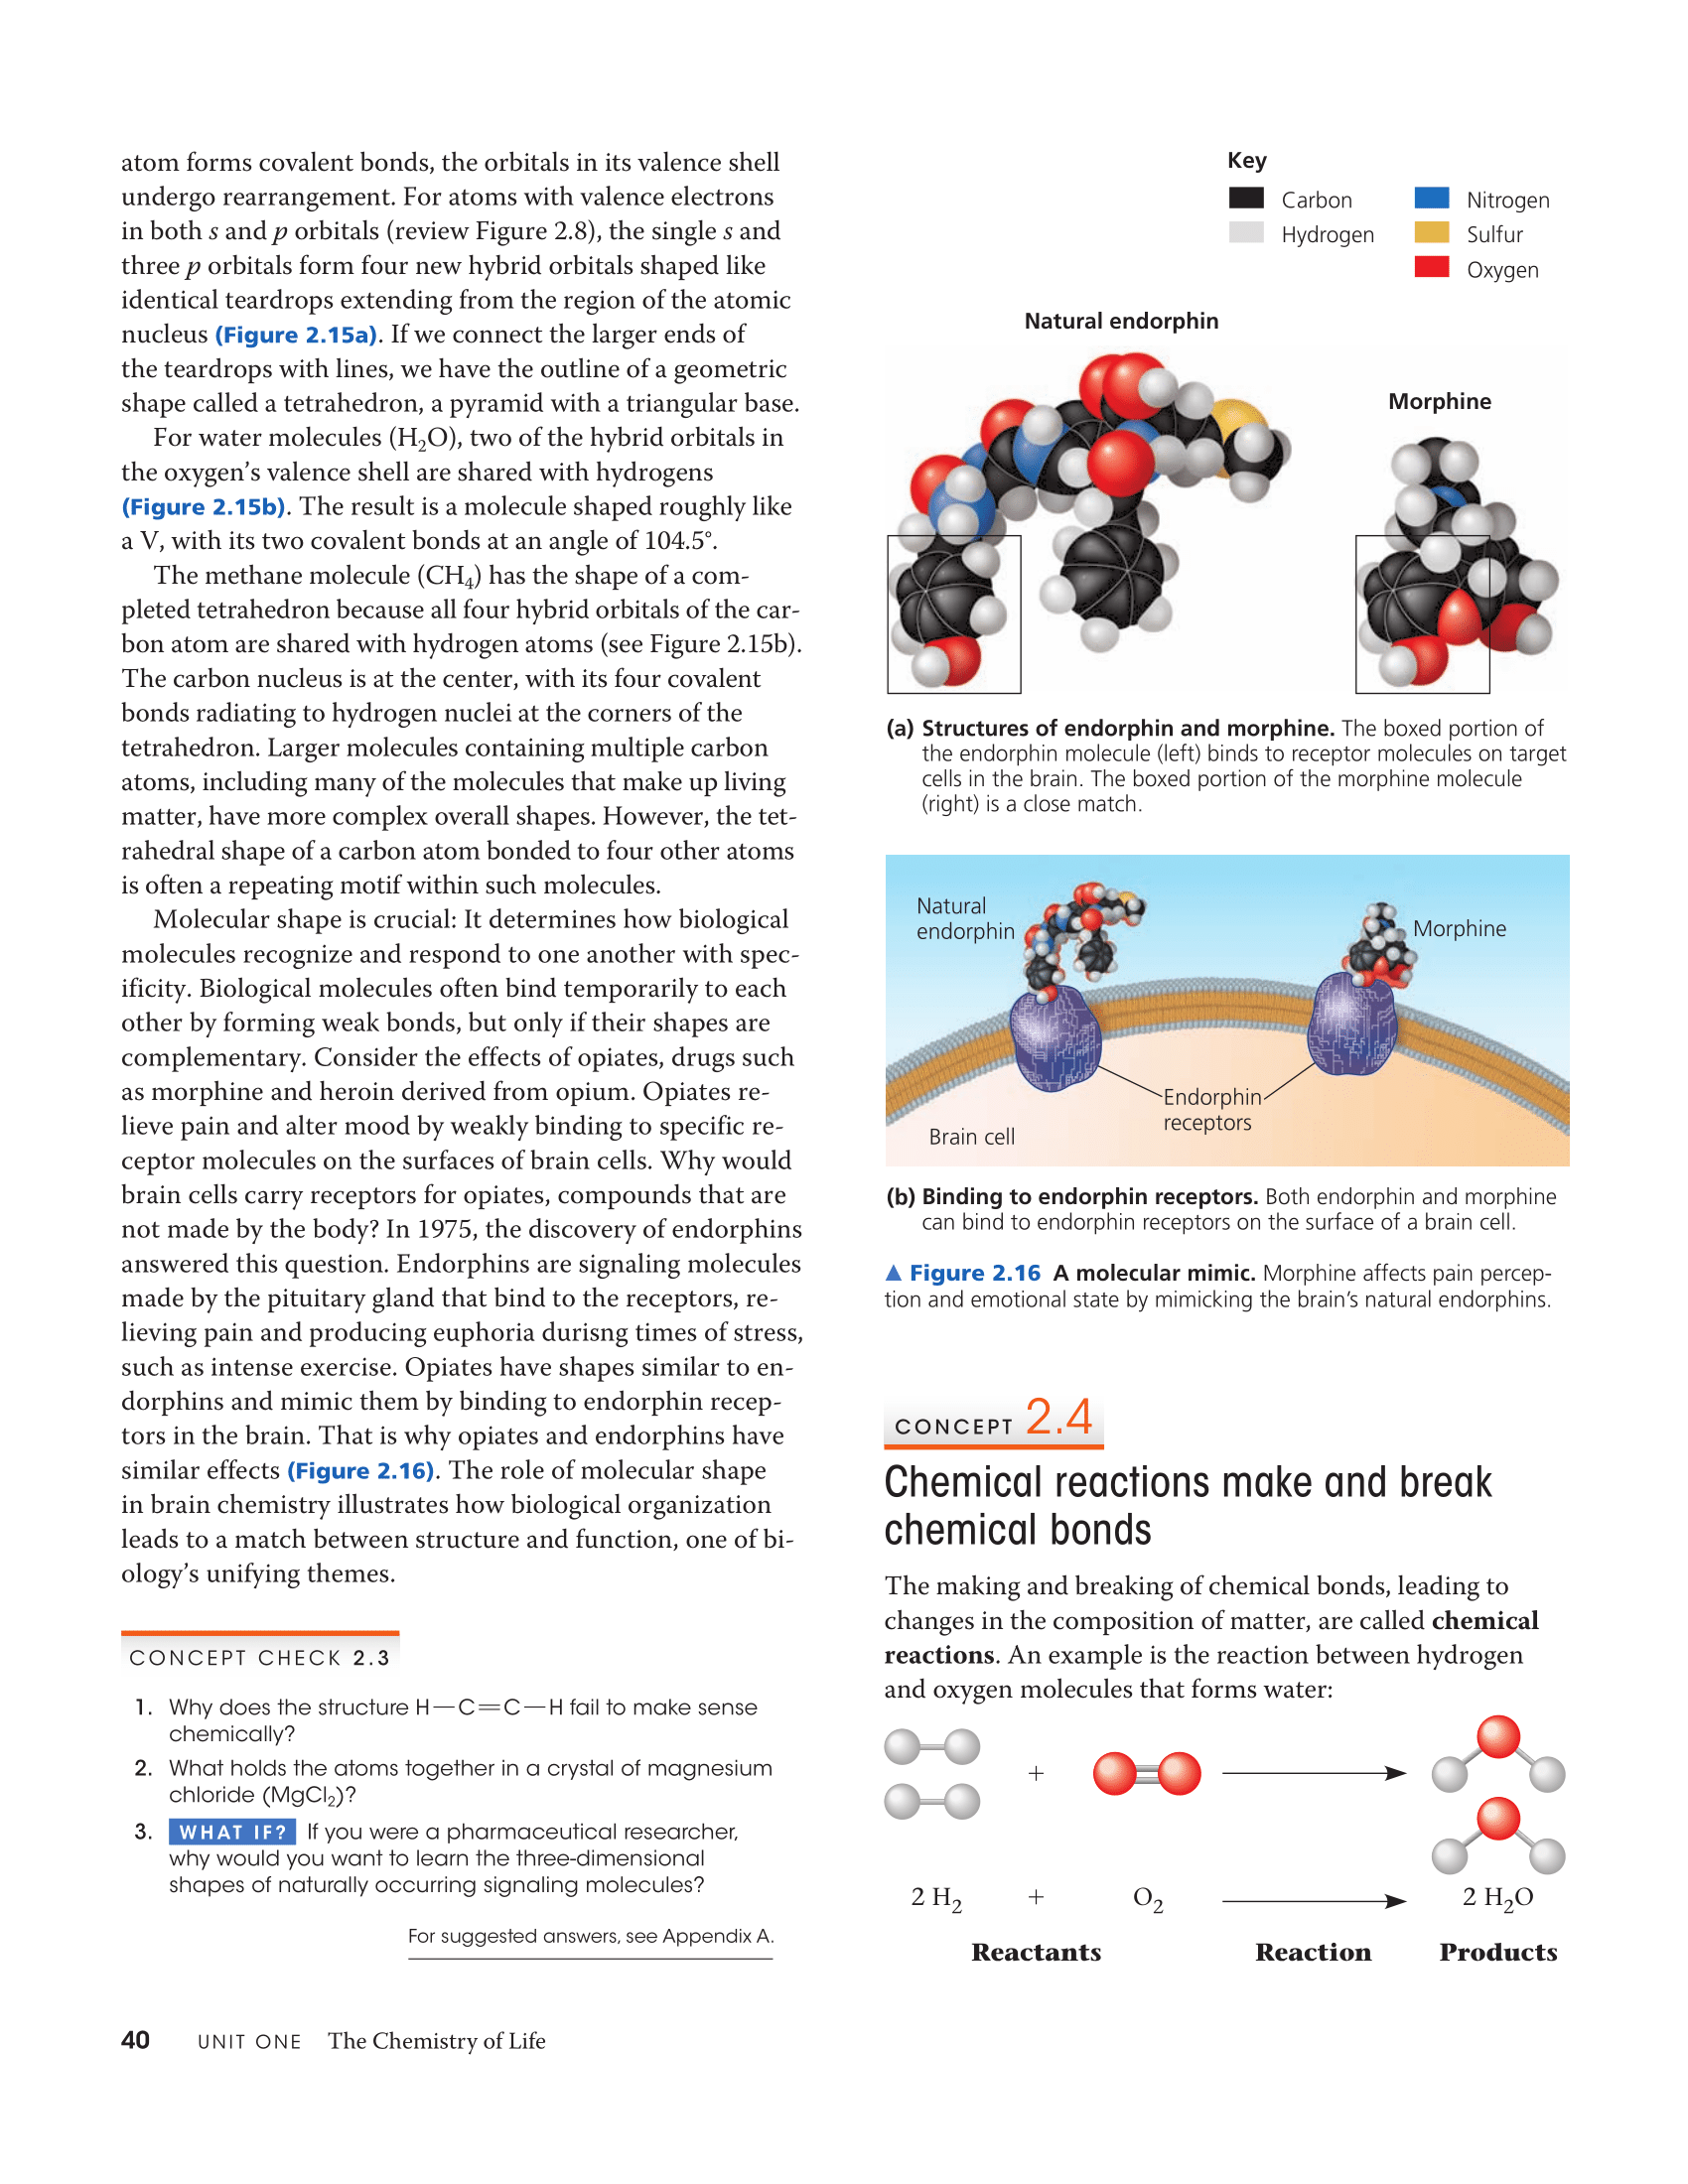 atom forms covalent bonds, the orbitals in its valence shell
undergo rearrangement. For atoms with valence electrons
in both s and p orbitals (review Figure 2.8), the single s and
three p orbitals form four new hybrid orbitals shaped like
identical teardrops extending from the region of the atomic
nucleus (Figure 2.15a). If we connect the larger ends of
the teardrops with lines, we have the outline of a geometric
shape called a tetrahedron, a pyramid with a triangular base.
For water molecules (H₂O), two of the hybrid orbitals in
the oxygen's valence shell are shared with hydrogens
(Figure 2.15b). The result is a molecule shaped roughly like
a V, with its two covalent bonds at an angle of 104.5°.
The methane molecule (CH₄) has the shape of a com-
pleted tetrahedron because all four hybrid orbitals of the car-
bon atom are shared with hydrogen atoms (see Figure 2.15b).
The carbon nucleus is at the center, with its four covalent
bonds radiating to hydrogen nuclei at the corners of the
tetrahedron. Larger molecules containing multiple carbon
atoms, including many of the molecules that make up living
matter, have more complex overall shapes. However, the tet-
rahedral shape of a carbon atom bonded to four other atoms
is often a repeating motif within such molecules.
Molecular shape is crucial: It determines how biological
molecules recognize and respond to one another with spec-
ificity. Biological molecules often bind temporarily to each
other by forming weak bonds, but only if their shapes are
complementary. Consider the effects of opiates, drugs such
as morphine and heroin derived from opium. Opiates re-
lieve pain and alter mood by weakly binding to specific re-
ceptor molecules on the surfaces of brain cells. Why would
brain cells carry receptors for opiates, compounds that are
not made by the body? In 1975, the discovery of endorphins
answered this question. Endorphins are signaling molecules
made by the pituitary gland that bind to the receptors, re-
lieving pain and producing euphoria durisng times of stress,
such as intense exercise. Opiates have shapes similar to en-
dorphins and mimic them by binding to endorphin recep-
tors in the brain. That is why opiates and endorphins have
similar effects (Figure 2.16). The role of molecular shape
in brain chemistry illustrates how biological organization
leads to a match between structure and function, one of bi-
ology's unifying themes.
CONCEPT CHECK 2.3
1. Why does the structure H—C═C—H fail to make sense
chemically?
2. What holds the atoms together in a crystal of magnesium
chloride (MgCl₂)?
3. WHAT IF? If you were a pharmaceutical researcher,
why would you want to learn the three-dimensional
shapes of naturally occurring signaling molecules?
For suggested answers, see Appendix A.
Key
Carbon
Hydrogen
Nitrogen
Sulfur
Oxygen
Natural endorphin
Morphine
(a) Structures of endorphin and morphine. The boxed portion of
the endorphin molecule (left) binds to receptor molecules on target
cells in the brain. The boxed portion of the morphine molecule
(right) is a close match.
Natural
endorphin
Morphine
Endorphin
receptors
Brain cell
(b) Binding to endorphin receptors. Both endorphin and morphine
can bind to endorphin receptors on the surface of a brain cell.
▲ Figure 2.16 A molecular mimic. Morphine affects pain percep-
tion and emotional state by mimicking the brain's natural endorphins.
CONCEPT 2.4
Chemical reactions make and break
chemical bonds
The making and breaking of chemical bonds, leading to
changes in the composition of matter, are called chemical
reactions. An example is the reaction between hydrogen
and oxygen molecules that forms water:
+
2 H₂ + O₂ ⟶ 2 H₂O
Reactants Reaction Products
40 UNIT ONE The Chemistry of Life